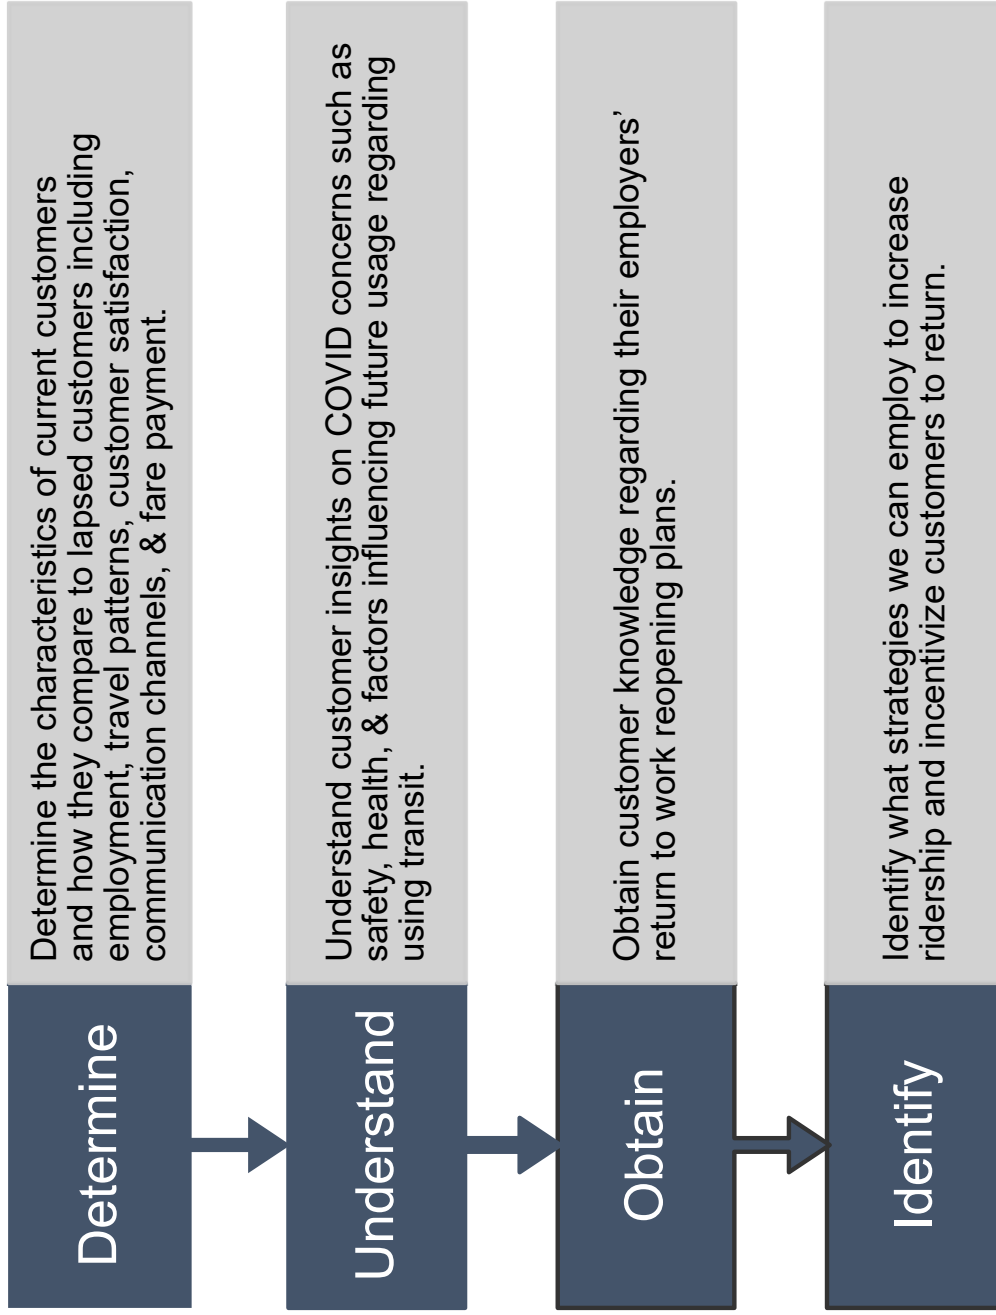 Determine
Determine the characteristics of current customers
and how they compare to lapsed customers including
employment, travel patterns, customer satisfaction,
communication channels, & fare payment.
Understand
Understand customer insights on COVID concerns such as
safety, health, & factors influencing future usage regarding
using transit.
Obtain
Obtain customer knowledge regarding their employers’
return to work reopening plans.
Identify
Identify what strategies we can employ to increase
ridership and incentivize customers to return.